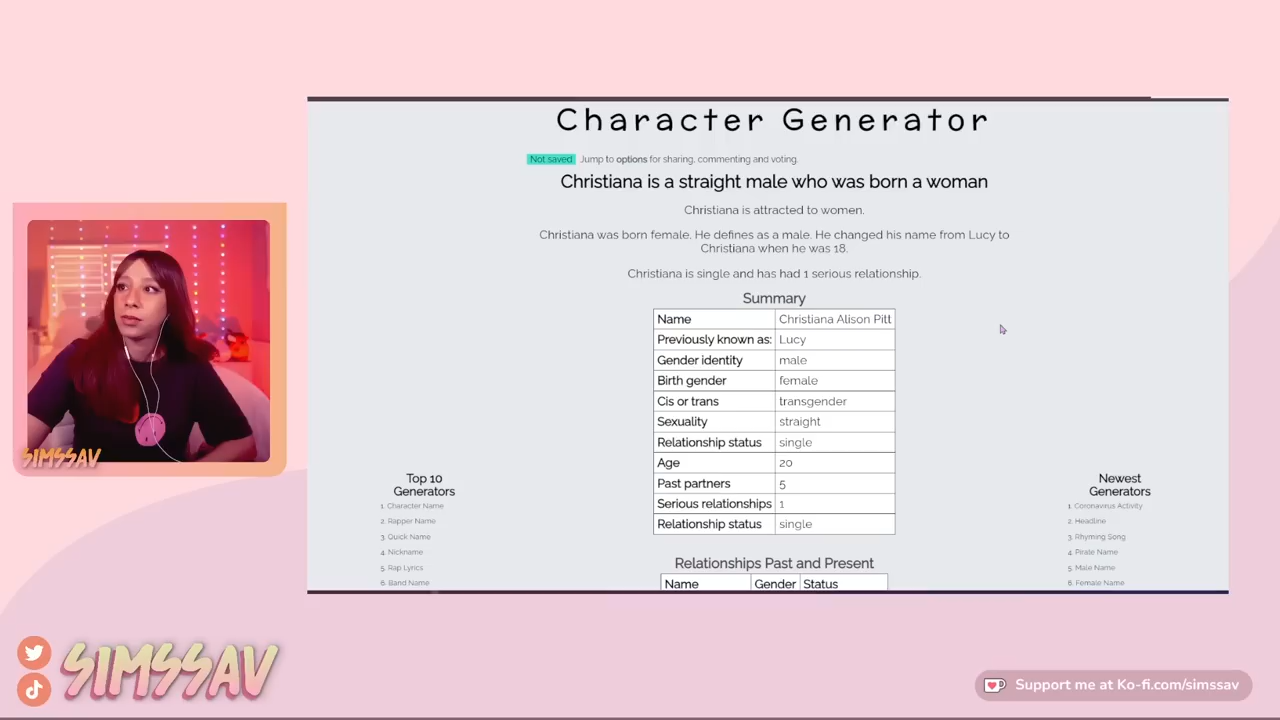 Character Generator
Not saved Jump to options for sharing, commenting and voting.
Christiana is a straight male who was born a woman
Christiana is attracted to women.
Christiana was born female. He defines as a male. He changed his name from Lucy to
Christiana when he was 18.
Christiana is single and has had 1 serious relationship.
Summary
Name Christiana Alison Pitt
Previously known as: Lucy
Gender identity male
Birth gender female
Cis or trans transgender
Sexuality straight
Relationship status single
Age 20
Past partners 5
Serious relationships 1
Relationship status single
Relationships Past and Present
Name Gender Status
Top 10
Generators
1. Character Name
2. Rapper Name
3. Quick Name
4. Nickname
5. Rap Lyrics
6. Band Name
Newest
Generators
1. Coronavirus Activity
2. Headline
3. Rhyming Song
4. Pirate Name
5. Male Name
6. Female Name
SIMSSAV
SIMSSAV
Support me at Ko-fi.com/simssav